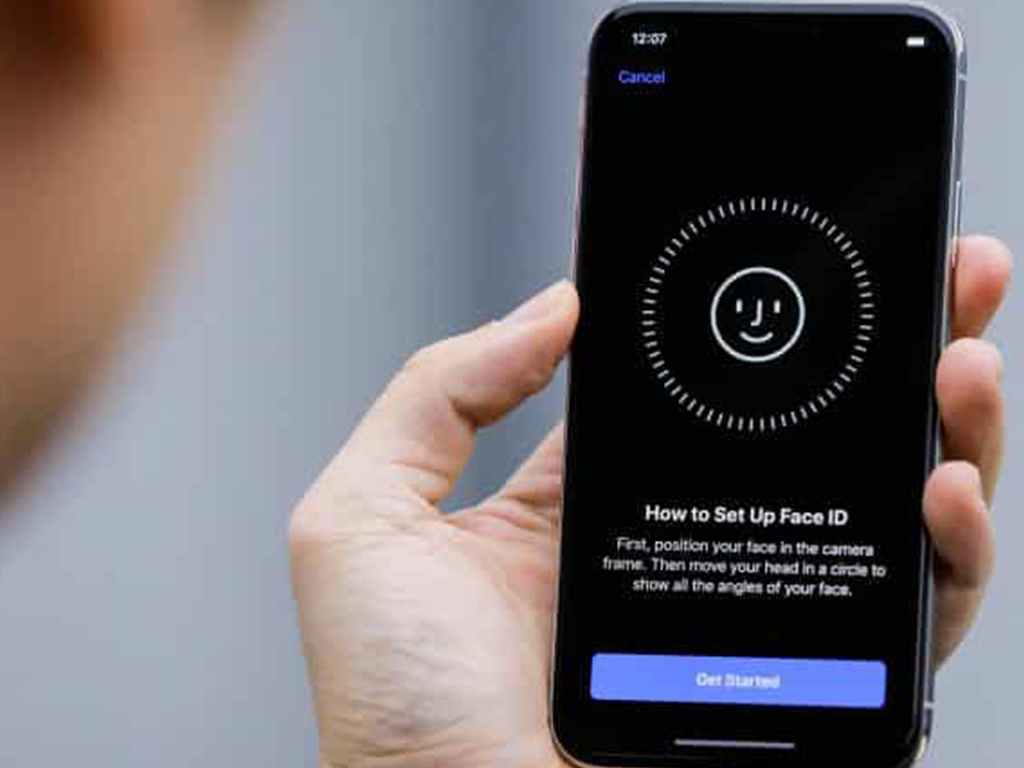 12:07
Cancel
How to Set Up Face ID
First, position your face in the camera
frame. Then move your head in a circle to
show all the angles of your face.
Get Started